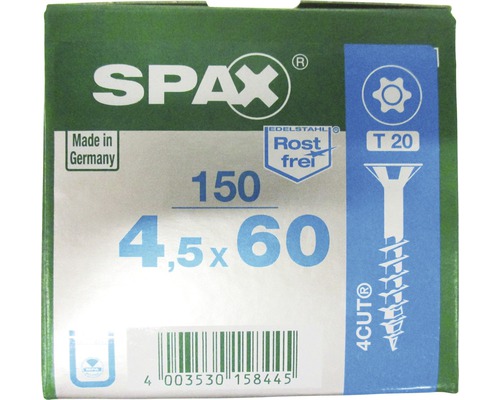 SPAX®
Made in
Germany
EDELSTAHL®
Rost
frei
T 20
150
4,5 x 60
4CUT®
4 003530 158445